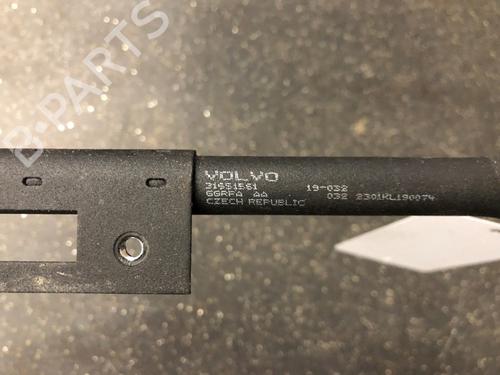 B-PARTS
VOLVO
31651561 19-032
GGRFA AA 032 2301KL190074
CZECH REPUBLIC